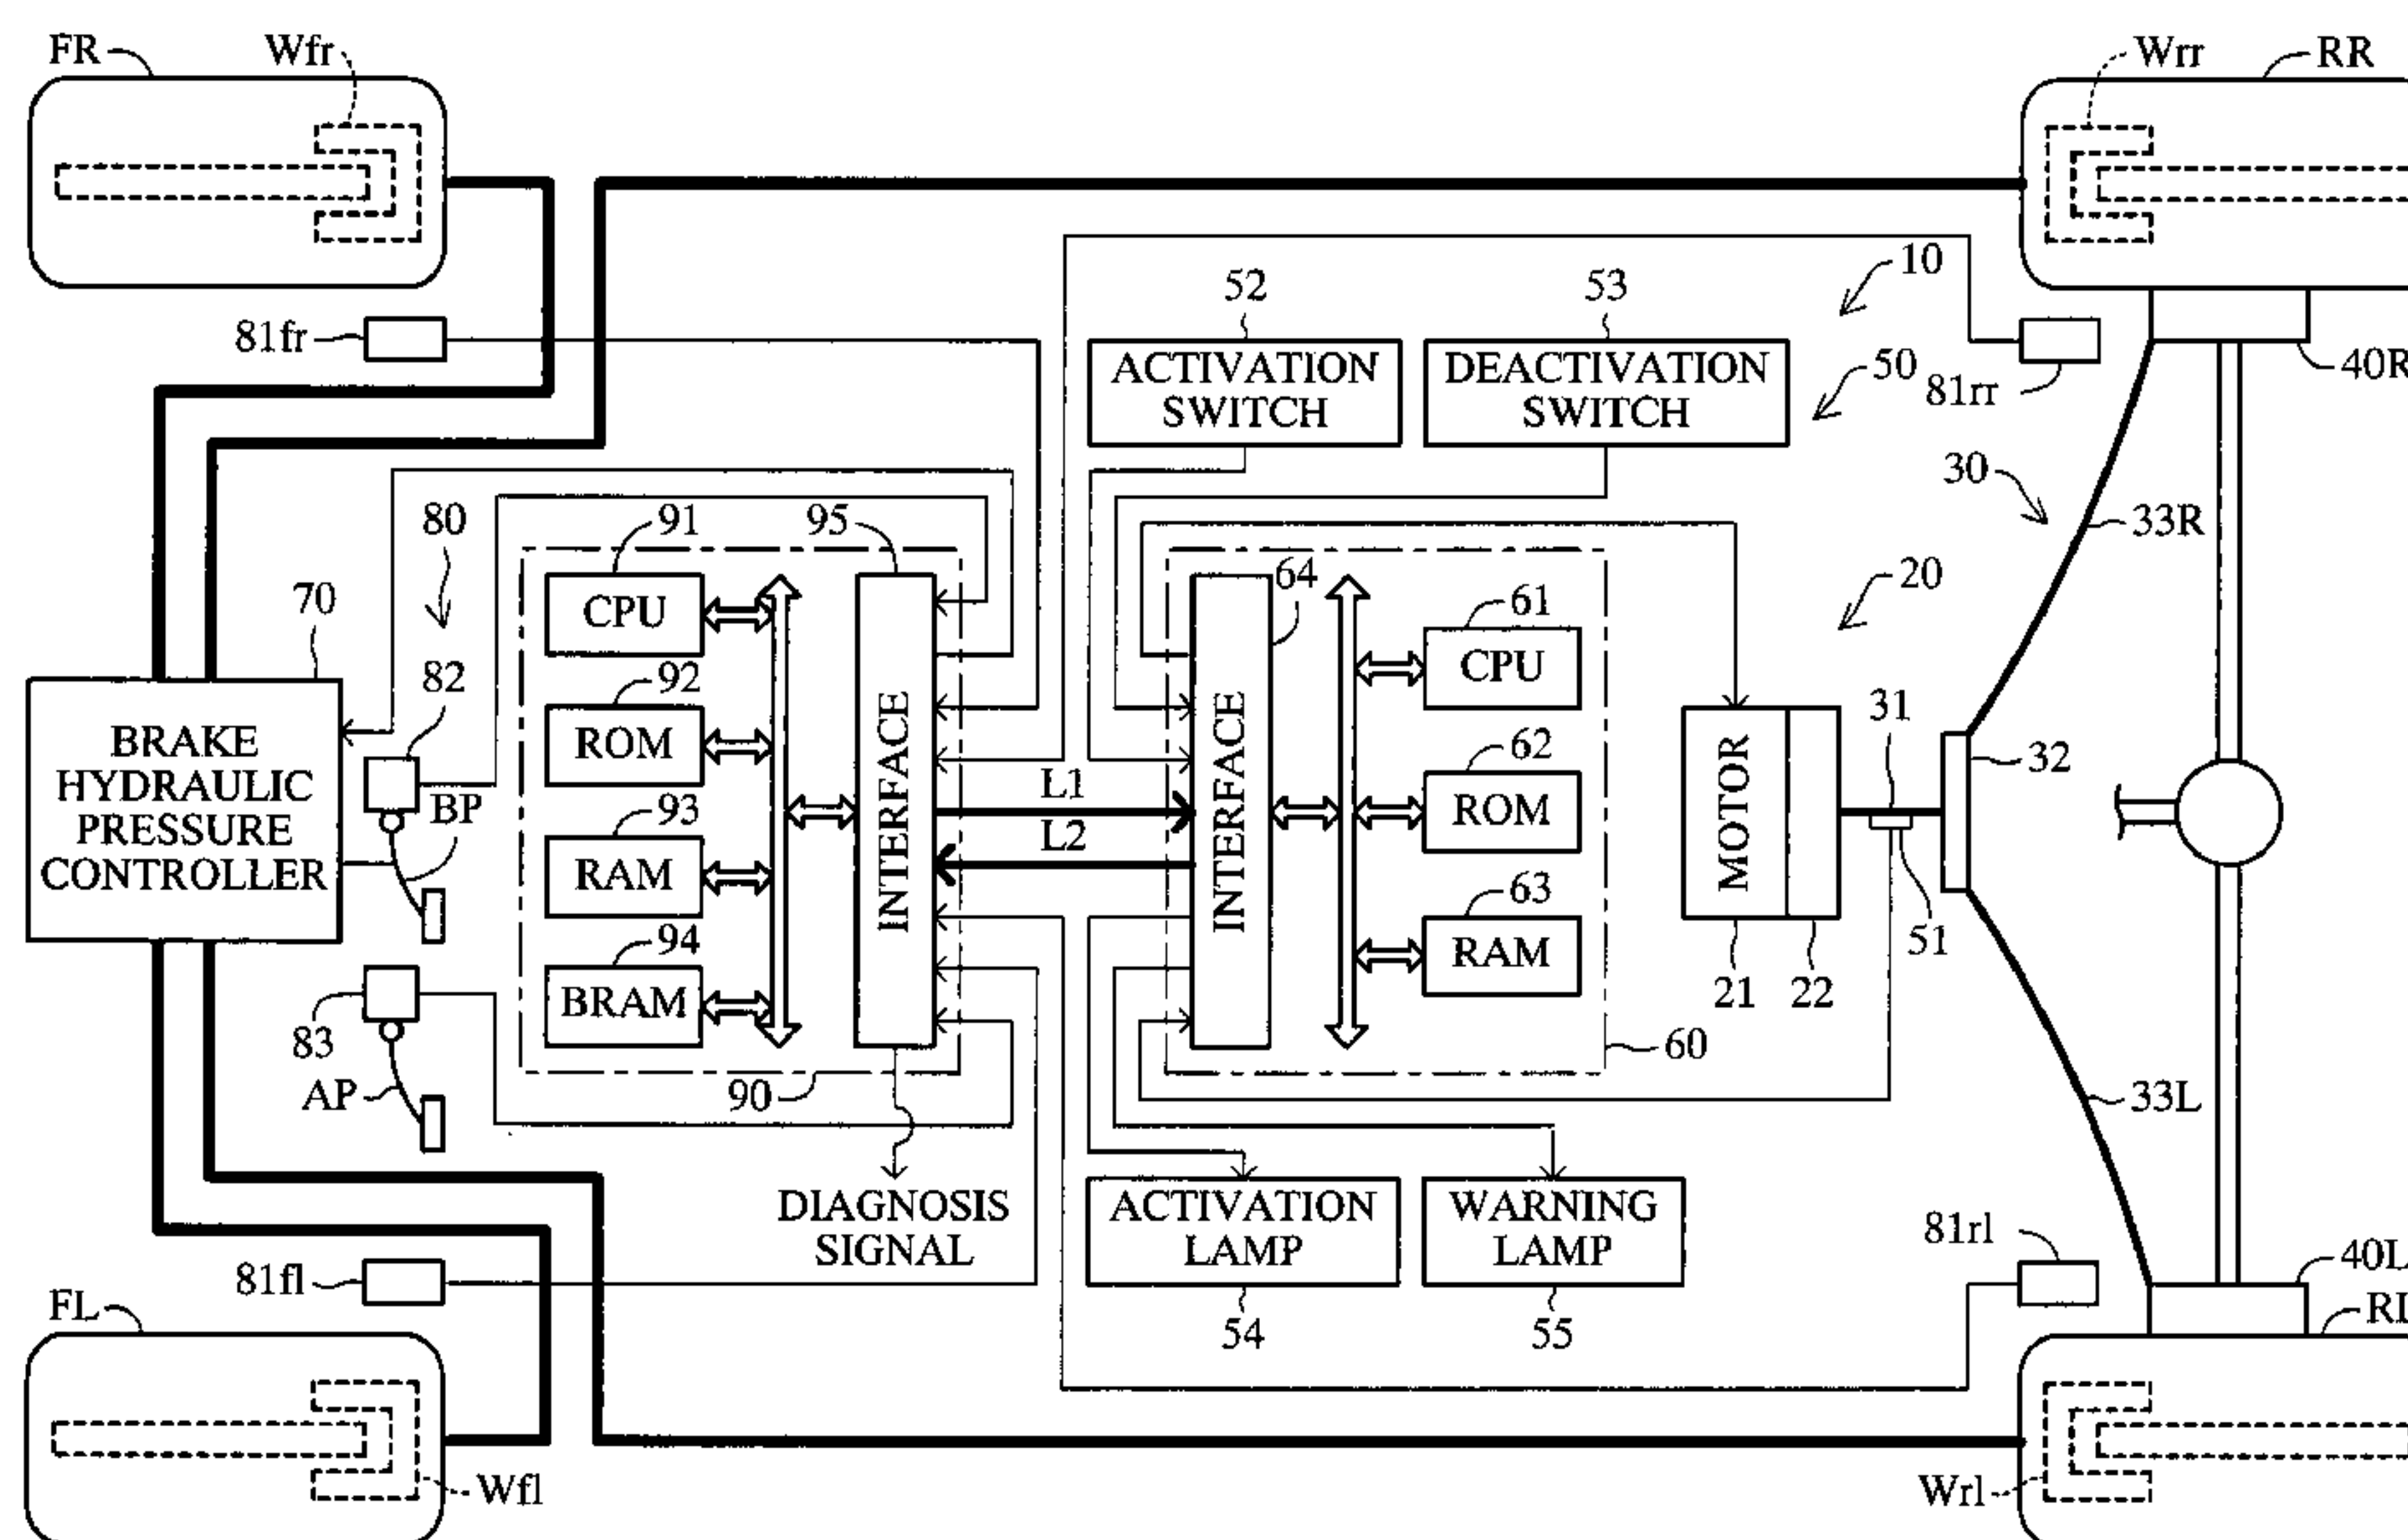 FR
Wfr
Wrr
RR
81fr
52
53
10
ACTIVATION
SWITCH
DEACTIVATION
SWITCH
50
81rr
40R
30
33R
80
91
95
64
20
70
CPU
61
CPU
82
92
ROM
BRAKE
HYDRAULIC
PRESSURE
CONTROLLER
BP
INTERFACE
L1
L2
INTERFACE
62
ROM
MOTOR
31
32
93
RAM
63
RAM
51
94
BRAM
21
22
83
AP
90
60
33L
DIAGNOSIS
SIGNAL
ACTIVATION
LAMP
WARNING
LAMP
81rl
40L
81fl
FL
54
55
RL
Wfl
Wrl